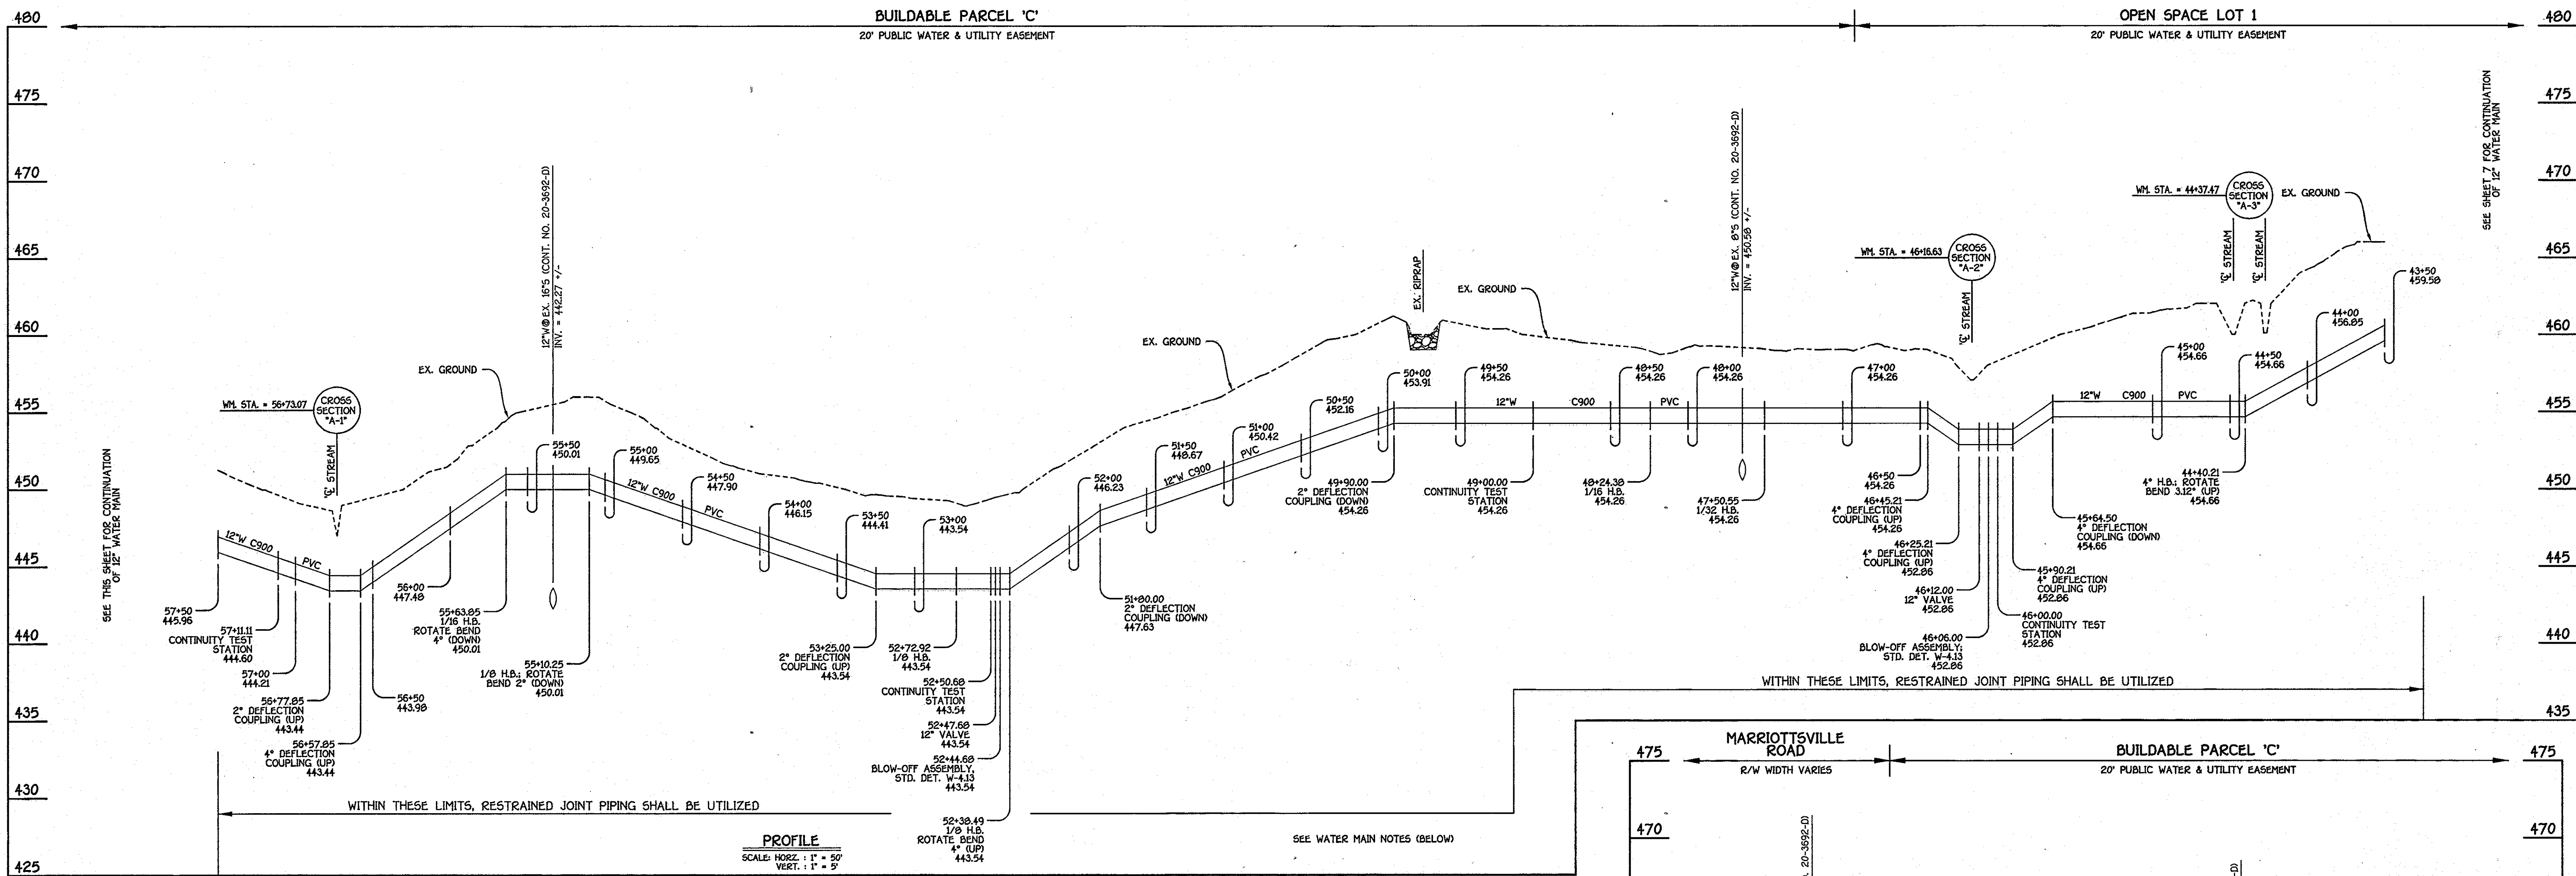 BUILDABLE PARCEL 'C'
20' PUBLIC WATER & UTILITY EASEMENT
OPEN SPACE LOT 1
20' PUBLIC WATER & UTILITY EASEMENT
480
475
470
465
460
455
450
445
440
435
430
425
480
475
470
465
460
455
450
445
440
435
SEE THIS SHEET FOR CONTINUATION
OF 12" WATER MAIN
SEE SHEET 7 FOR CONTINUATION
OF 12" WATER MAIN
WM. STA. = 56+73.07
CROSS
SECTION
"A-1"
℄ STREAM
EX. GROUND
12"W@EX. 16"S (CONT. NO. 20-3692-D)
INV. = 442.27 +/-
EX. GROUND
EX. RIPRAP
EX. GROUND
12"W@EX. 8"S (CONT. NO. 20-3692-D)
INV. = 450.58 +/-
WM. STA. = 46+16.63
CROSS
SECTION
"A-2"
℄ STREAM
WM. STA. = 44+37.47
CROSS
SECTION
"A-3"
EX. GROUND
℄ STREAM
℄ STREAM
12"W C900 PVC
57+50
445.96
57+11.11
CONTINUITY TEST
STATION
444.60
57+00
444.21
56+77.85
2° DEFLECTION
COUPLING (UP)
443.44
56+57.85
4° DEFLECTION
COUPLING (UP)
443.44
56+50
443.98
56+00
447.48
55+63.85
1/16 H.B.
ROTATE BEND
4° (DOWN)
450.01
55+50
450.01
55+10.25
1/8 H.B.; ROTATE
BEND 2° (DOWN)
450.01
55+00
449.65
12"W C900 PVC
54+50
447.90
54+00
446.15
53+50
444.41
53+25.00
2° DEFLECTION
COUPLING (UP)
443.54
53+00
443.54
52+72.92
1/8 H.B.
443.54
52+50.68
CONTINUITY TEST
STATION
443.54
52+47.68
12" VALVE
443.54
52+44.68
BLOW-OFF ASSEMBLY,
STD. DET. W-4.13
443.54
52+38.49
1/8 H.B.
ROTATE BEND
4° (UP)
443.54
52+00
446.23
51+80.00
2° DEFLECTION
COUPLING (DOWN)
447.63
51+50
448.67
12"W C900 PVC
51+00
450.42
50+50
452.16
50+00
453.91
49+90.00
2° DEFLECTION
COUPLING (DOWN)
454.26
49+50
454.26
12"W C900 PVC
49+00.00
CONTINUITY TEST
STATION
454.26
48+50
454.26
48+24.38
1/16 H.B.
454.26
48+00
454.26
47+50.55
1/32 H.B.
454.26
47+00
454.26
46+50
454.26
46+45.21
4° DEFLECTION
COUPLING (UP)
454.26
46+25.21
4° DEFLECTION
COUPLING (UP)
452.86
46+12.00
12" VALVE
452.86
46+06.00
BLOW-OFF ASSEMBLY;
STD. DET. W-4.13
452.86
46+00.00
CONTINUITY TEST
STATION
452.86
45+90.21
4° DEFLECTION
COUPLING (UP)
452.86
45+64.50
4° DEFLECTION
COUPLING (DOWN)
454.66
12"W C900 PVC
45+00
454.66
44+50
454.66
44+40.21
4° H.B.; ROTATE
BEND 3.12° (UP)
454.66
44+00
456.85
43+50
459.58
WITHIN THESE LIMITS, RESTRAINED JOINT PIPING SHALL BE UTILIZED
WITHIN THESE LIMITS, RESTRAINED JOINT PIPING SHALL BE UTILIZED
PROFILE
SCALE: HORZ. : 1" = 50'
VERT. : 1" = 5'
SEE WATER MAIN NOTES (BELOW)
MARRIOTTSVILLE
ROAD
R/W WIDTH VARIES
BUILDABLE PARCEL 'C'
20' PUBLIC WATER & UTILITY EASEMENT
475
470
475
470
20-3692-D)